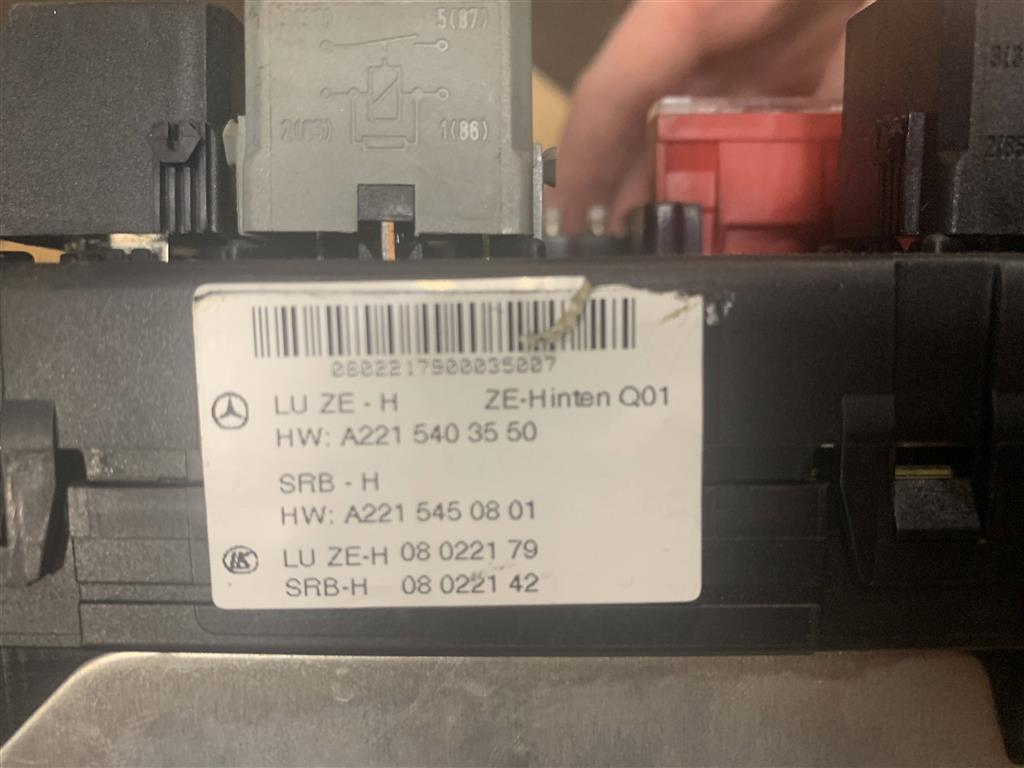 5(87)
1(86)
0802217900035007
LU ZE - H ZE-Hinten Q01
HW: A221 540 35 50
SRB - H
HW: A221 545 08 01
LU ZE-H 08 0221 79
SRB-H 08 0221 42